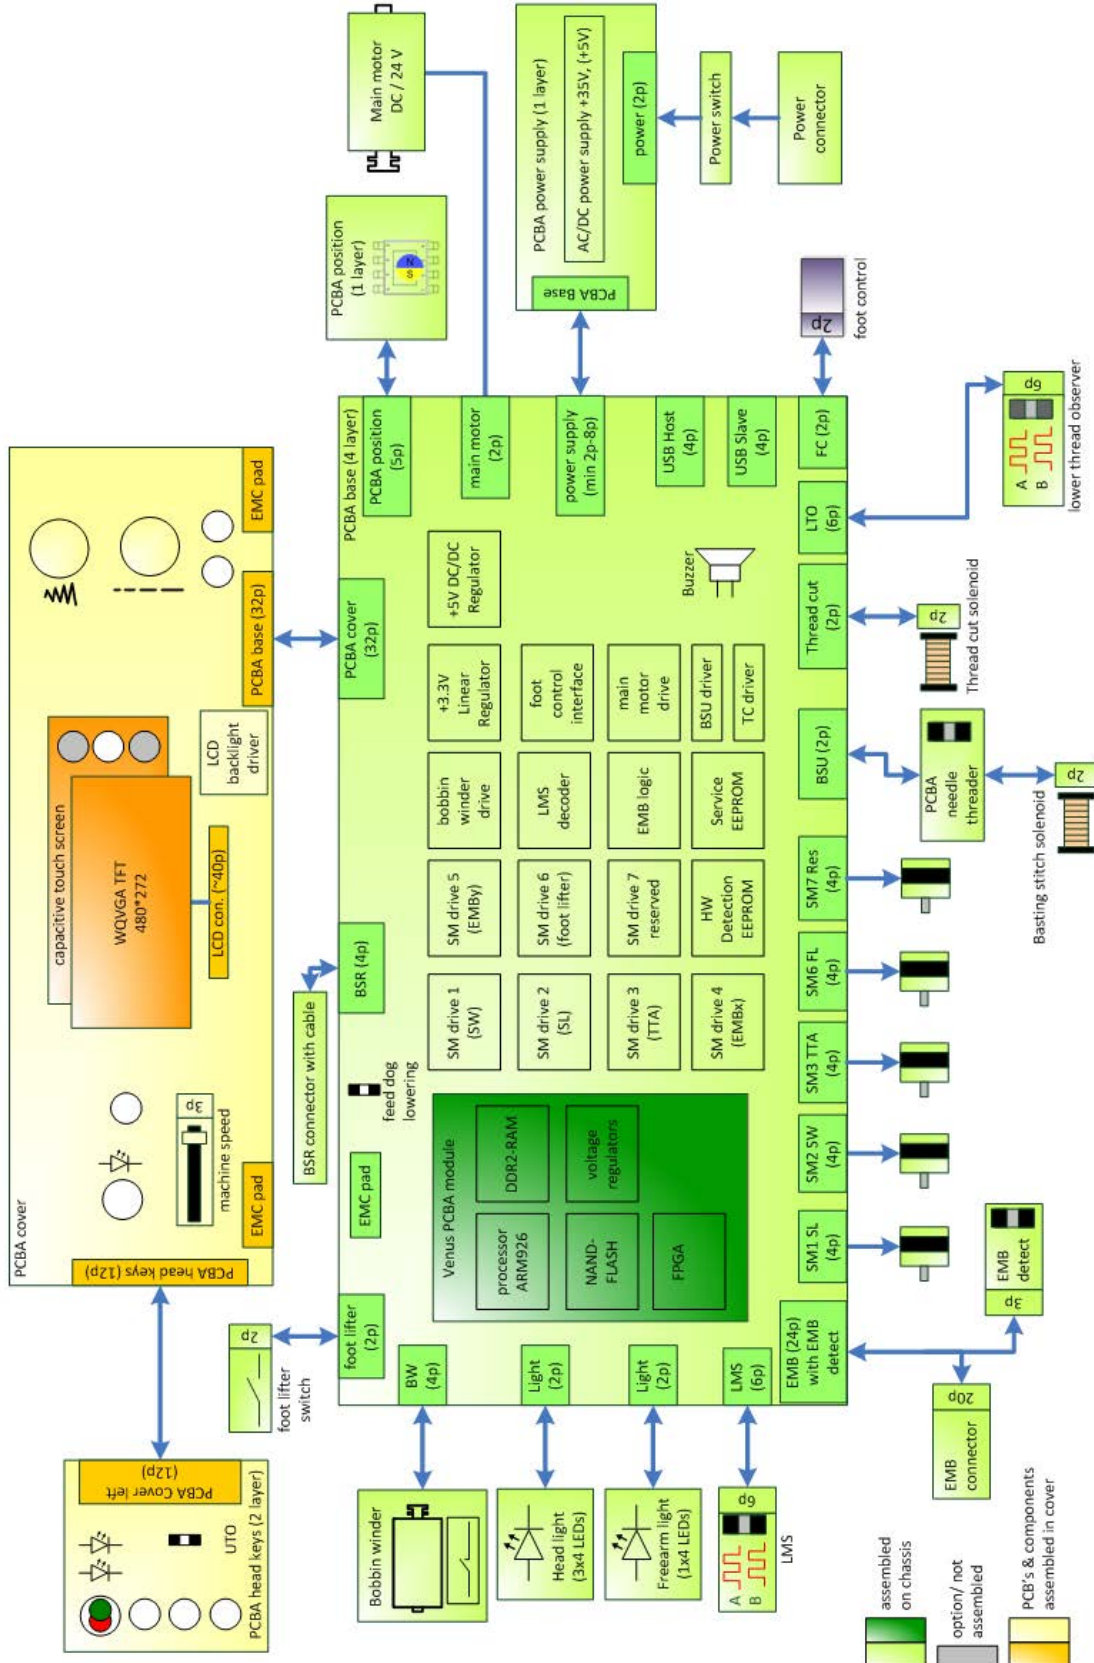 PCBA head keys (2 layer)
UTO
PCBA Cover left
(12p)
foot lifter
switch
2p
PCBA cover
PCBA head keys (12p)
EMC pad
machine speed
3p
capacitive touch screen
WQVGA TFT
480*272
LCD con. (~40p)
LCD
backlight
driver
PCBA base (32p)
EMC pad
Main motor
DC / 24 V
PCBA position
(1 layer)
N
S
PCBA power supply (1 layer)
AC/DC power supply +35V, (+5V)
PCBA Base
power (2p)
Power switch
Power
connector
BSR connector with cable
Bobbin winder
Head light
(3x4 LEDs)
Freearm light
(1x4 LEDs)
A
B
6p
LMS
foot lifter
(2p)
EMC pad
feed dog
lowering
BSR (4p)
PCBA cover
(32p)
PCBA base (4 layer)
PCBA position
(5p)
main motor
(2p)
power supply
(min 2p-8p)
USB Host
(4p)
USB Slave
(4p)
FC (2p)
BW
(4p)
Light
(2p)
Light
(2p)
LMS
(6p)
Venus PCBA module
processor
ARM926
DDR2-RAM
NAND-
FLASH
voltage
regulators
FPGA
SM drive 1
(SW)
SM drive 5
(EMBy)
bobbin
winder
drive
+3.3V
Linear
Regulator
+5V DC/DC
Regulator
SM drive 2
(SL)
SM drive 6
(foot lifter)
LMS
decoder
foot
control
interface
SM drive 3
(TTA)
SM drive 7
reserved
EMB logic
main
motor
drive
SM drive 4
(EMBx)
HW
Detection
EEPROM
Service
EEPROM
BSU driver
TC driver
Buzzer
EMB (24p)
with EMB
detect
SM1 SL
(4p)
SM2 SW
(4p)
SM3 TTA
(4p)
SM6 FL
(4p)
SM7 Res
(4p)
BSU (2p)
Thread cut
(2p)
LTO
(6p)
2p
foot control
20p
EMB
connector
3p
EMB
detect
PCBA
needle
threader
2p
Basting stitch solenoid
2p
Thread cut solenoid
A
B
6p
lower thread observer
assembled
on chassis
option/ not
assembled
PCB's & components
assembled in cover